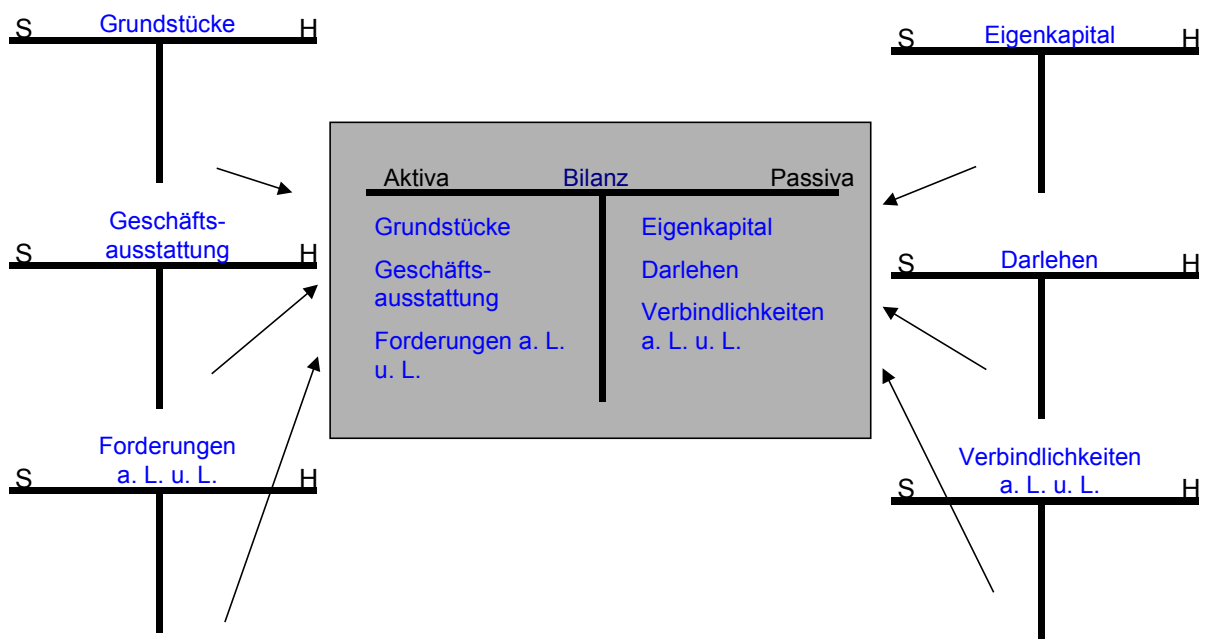 S Grundstücke H
S Eigenkapital H
Aktiva Bilanz Passiva
Grundstücke
Geschäfts-
ausstattung
Forderungen a. L.
u. L.
Eigenkapital
Darlehen
Verbindlichkeiten
a. L. u. L.
Geschäfts-
S ausstattung H
S Darlehen H
Forderungen
S a. L. u. L. H
Verbindlichkeiten
S a. L. u. L. H